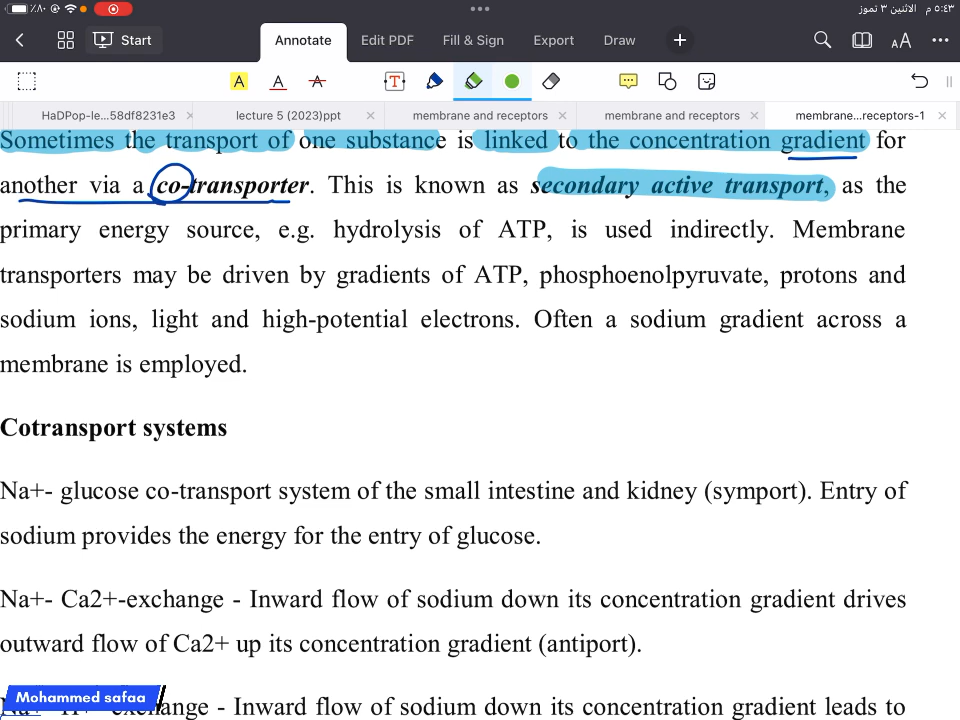 ٪٨٠ الاثنين ٣ تموز ٥:٤٣ م
Start Annotate Edit PDF Fill & Sign Export Draw
HaDPop-le...58df8231e3 lecture 5 (2023)ppt membrane and receptors membrane and receptors membrane...receptors-1
Sometimes the transport of one substance is linked to the concentration gradient for
another via a co-transporter. This is known as secondary active transport, as the
primary energy source, e.g. hydrolysis of ATP, is used indirectly. Membrane
transporters may be driven by gradients of ATP, phosphoenolpyruvate, protons and
sodium ions, light and high-potential electrons. Often a sodium gradient across a
membrane is employed.
Cotransport systems
Na+- glucose co-transport system of the small intestine and kidney (symport). Entry of
sodium provides the energy for the entry of glucose.
Na+- Ca2+-exchange - Inward flow of sodium down its concentration gradient drives
outward flow of Ca2+ up its concentration gradient (antiport).
Na+- H+- exchange - Inward flow of sodium down its concentration gradient leads to
Mohammed safaa